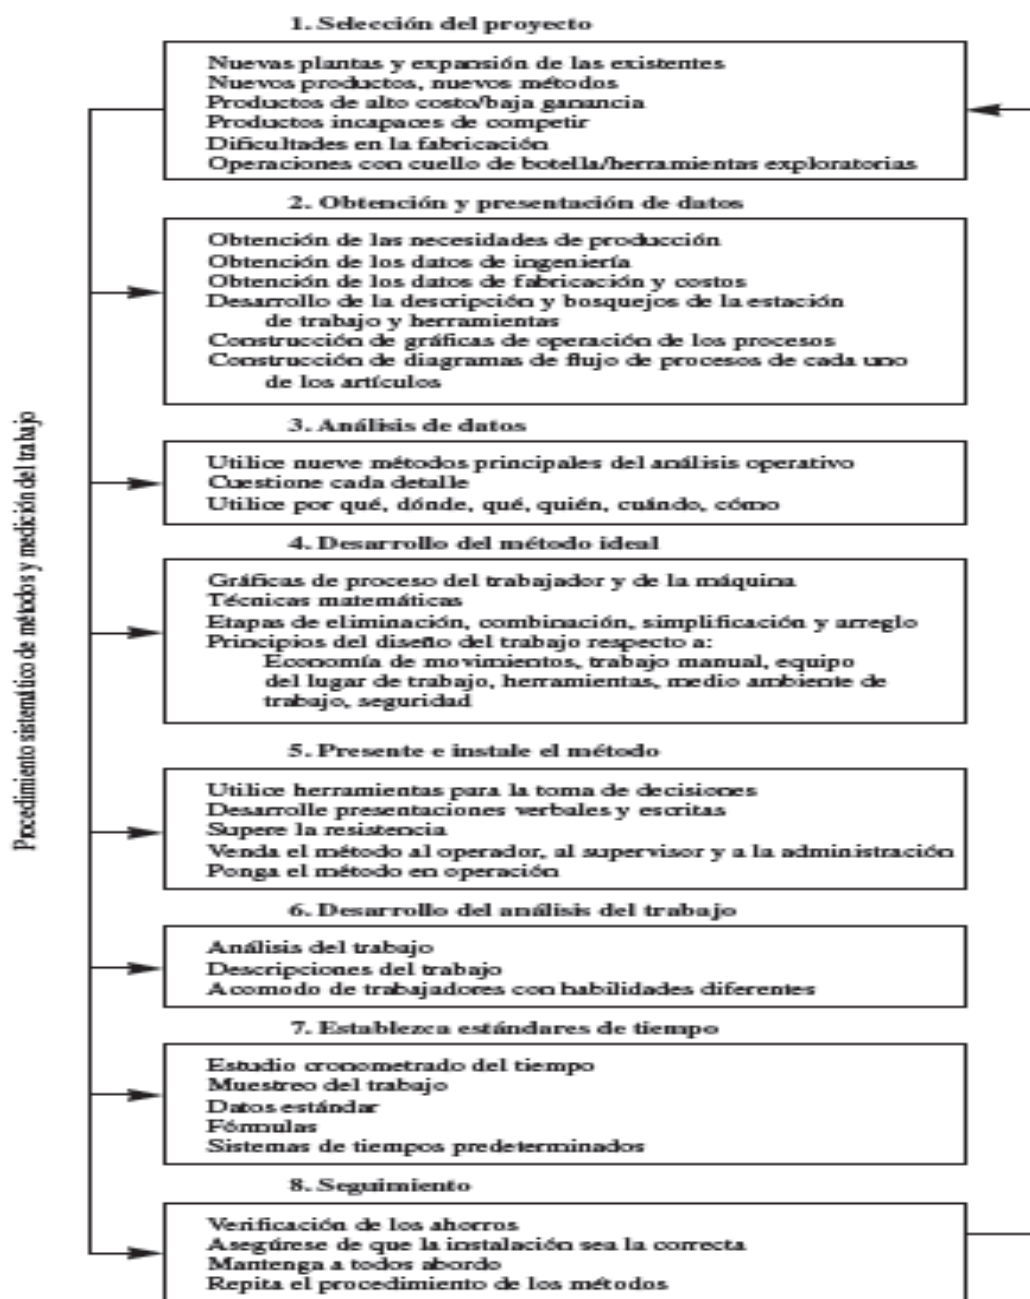 1. Selección del proyecto
Nuevas plantas y expansión de las existentes
Nuevos productos, nuevos métodos
Productos de alto costo/baja ganancia
Productos incapaces de competir
Dificultades en la fabricación
Operaciones con cuello de botella/herramientas exploratorias
2. Obtención y presentación de datos
Obtención de las necesidades de producción
Obtención de los datos de ingeniería
Obtención de los datos de fabricación y costos
Desarrollo de la descripción y bosquejos de la estación
de trabajo y herramientas
Construcción de gráficas de operación de los procesos
Construcción de diagramas de flujo de procesos de cada uno
de los artículos
3. Análisis de datos
Utilice nueve métodos principales del análisis operativo
Cuestione cada detalle
Utilice por qué, dónde, qué, quién, cuándo, cómo
4. Desarrollo del método ideal
Gráficas de proceso del trabajador y de la máquina
Técnicas matemáticas
Etapas de eliminación, combinación, simplificación y arreglo
Principios del diseño del trabajo respecto a:
Economía de movimientos, trabajo manual, equipo
del lugar de trabajo, herramientas, medio ambiente de
trabajo, seguridad
5. Presente e instale el método
Utilice herramientas para la toma de decisiones
Desarrolle presentaciones verbales y escritas
Supere la resistencia
Venda el método al operador, al supervisor y a la administración
Ponga el método en operación
6. Desarrollo del análisis del trabajo
Análisis del trabajo
Descripciones del trabajo
Acomodo de trabajadores con habilidades diferentes
7. Establezca estándares de tiempo
Estudio cronometrado del tiempo
Muestreo del trabajo
Datos estándar
Fórmulas
Sistemas de tiempos predeterminados
8. Seguimiento
Verificación de los ahorros
Asegúrese de que la instalación sea la correcta
Mantenga a todos abordo
Repita el procedimiento de los métodos
Procedimiento sistemático de métodos y medición del trabajo